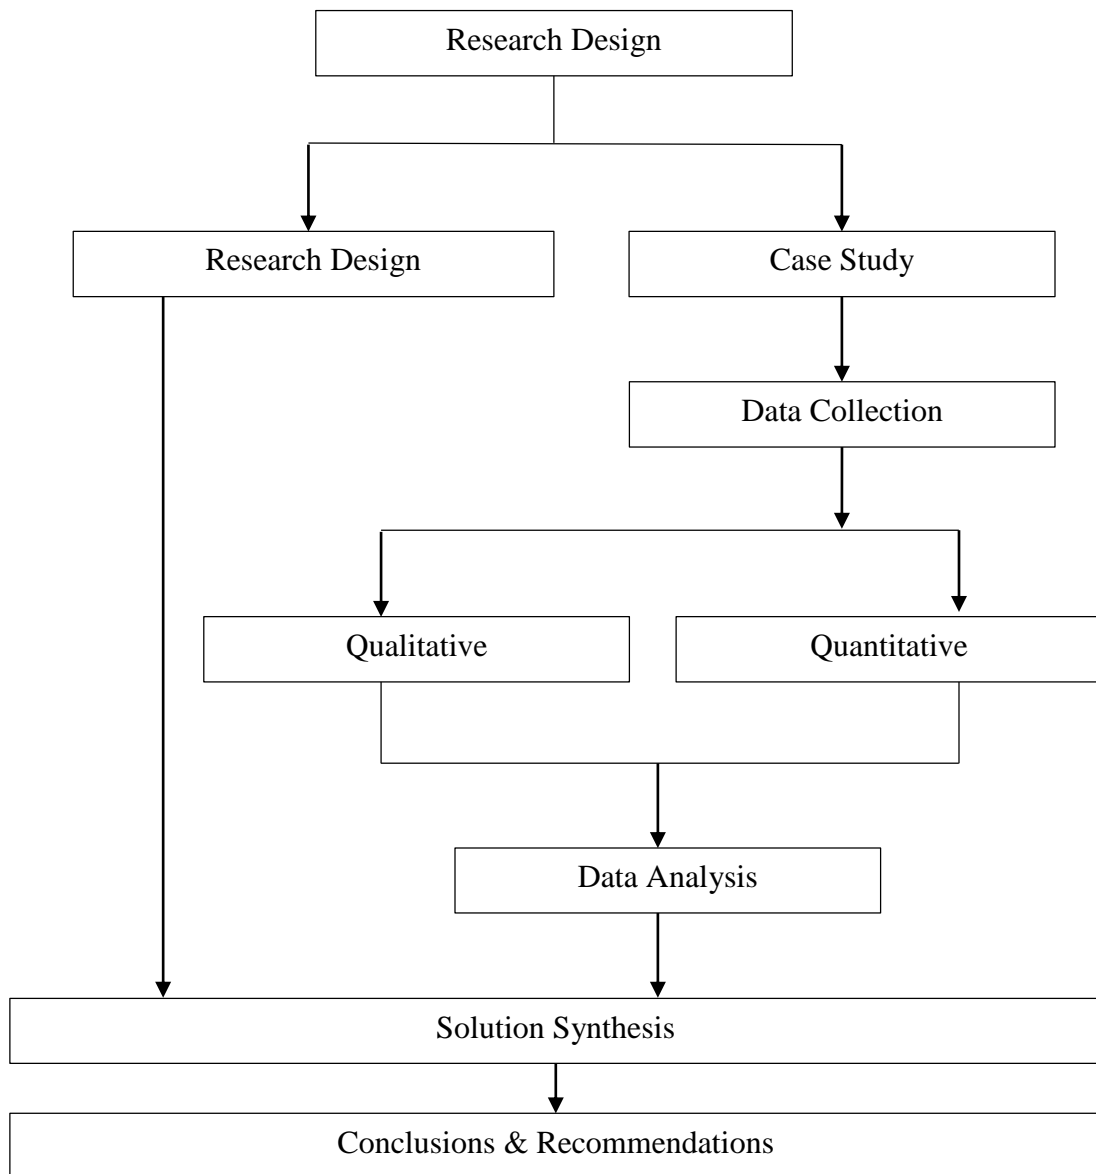 Research Design
Research Design
Case Study
Data Collection
Qualitative
Quantitative
Data Analysis
Solution Synthesis
Conclusions & Recommendations